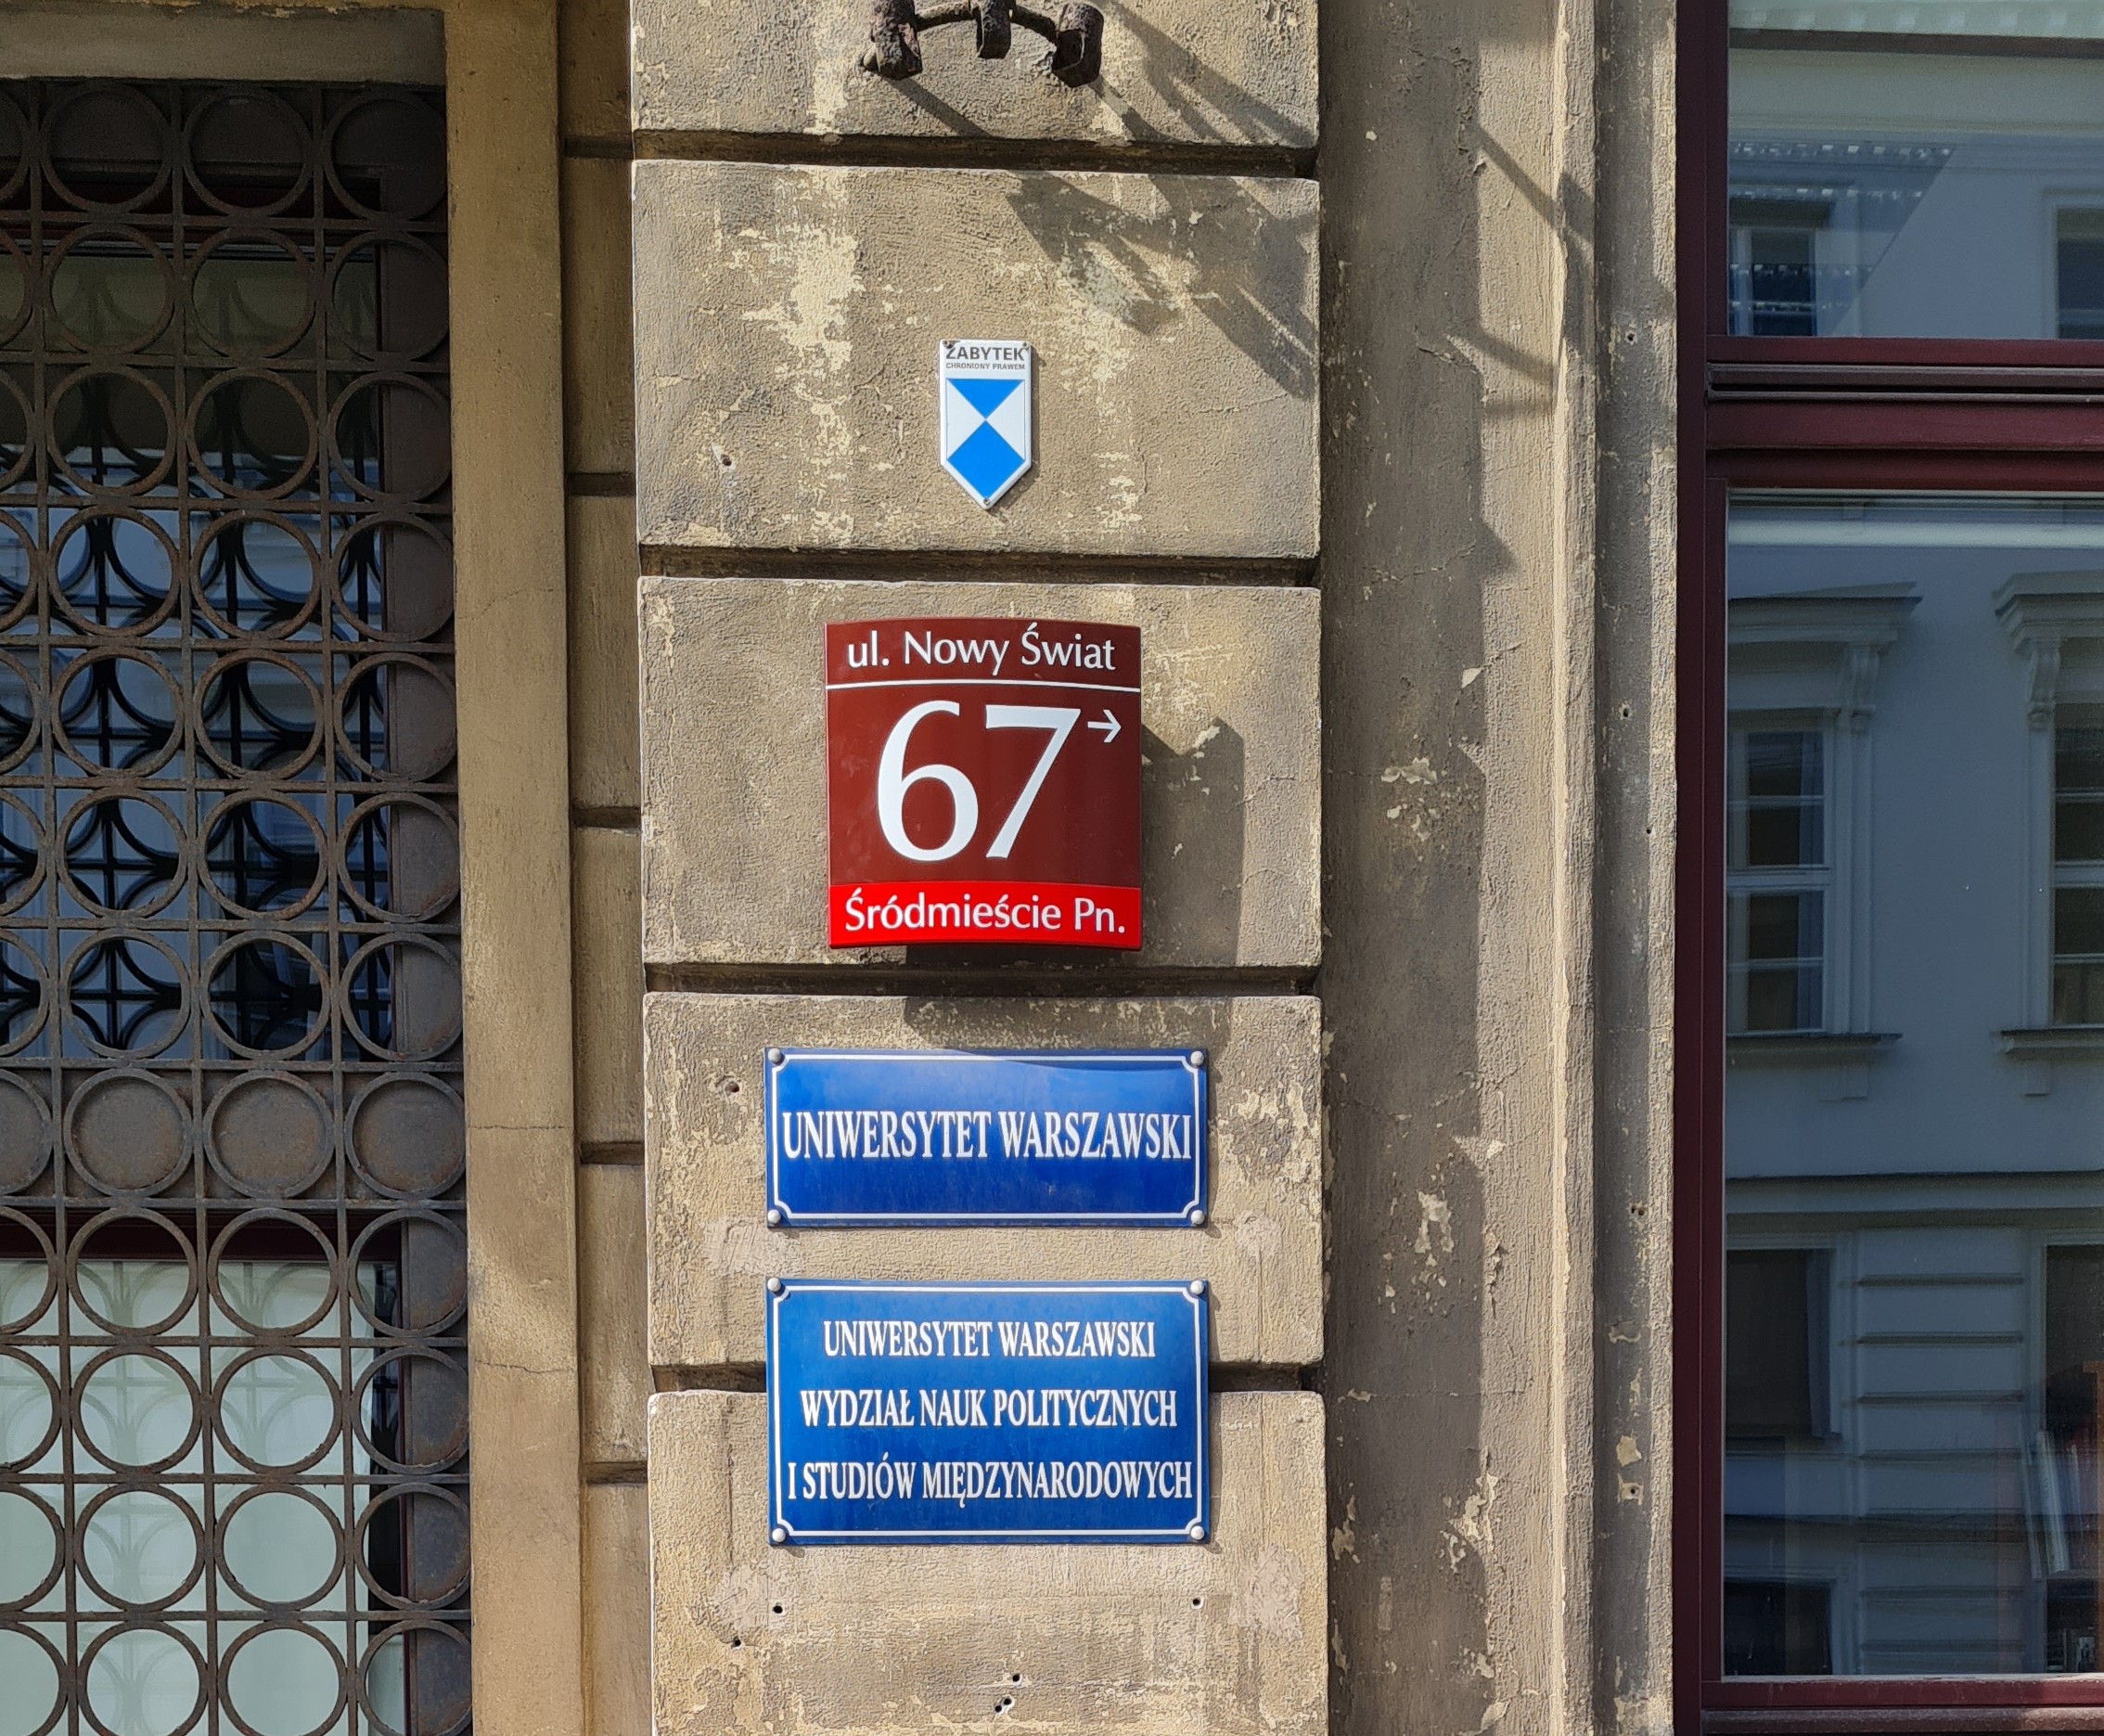 ZABYTEK
CHRONIONY PRAWEM
ul. Nowy Świat
67→
Śródmieście Pn.
UNIWERSYTET WARSZAWSKI
UNIWERSYTET WARSZAWSKI
WYDZIAŁ NAUK POLITYCZNYCH
I STUDIÓW MIĘDZYNARODOWYCH